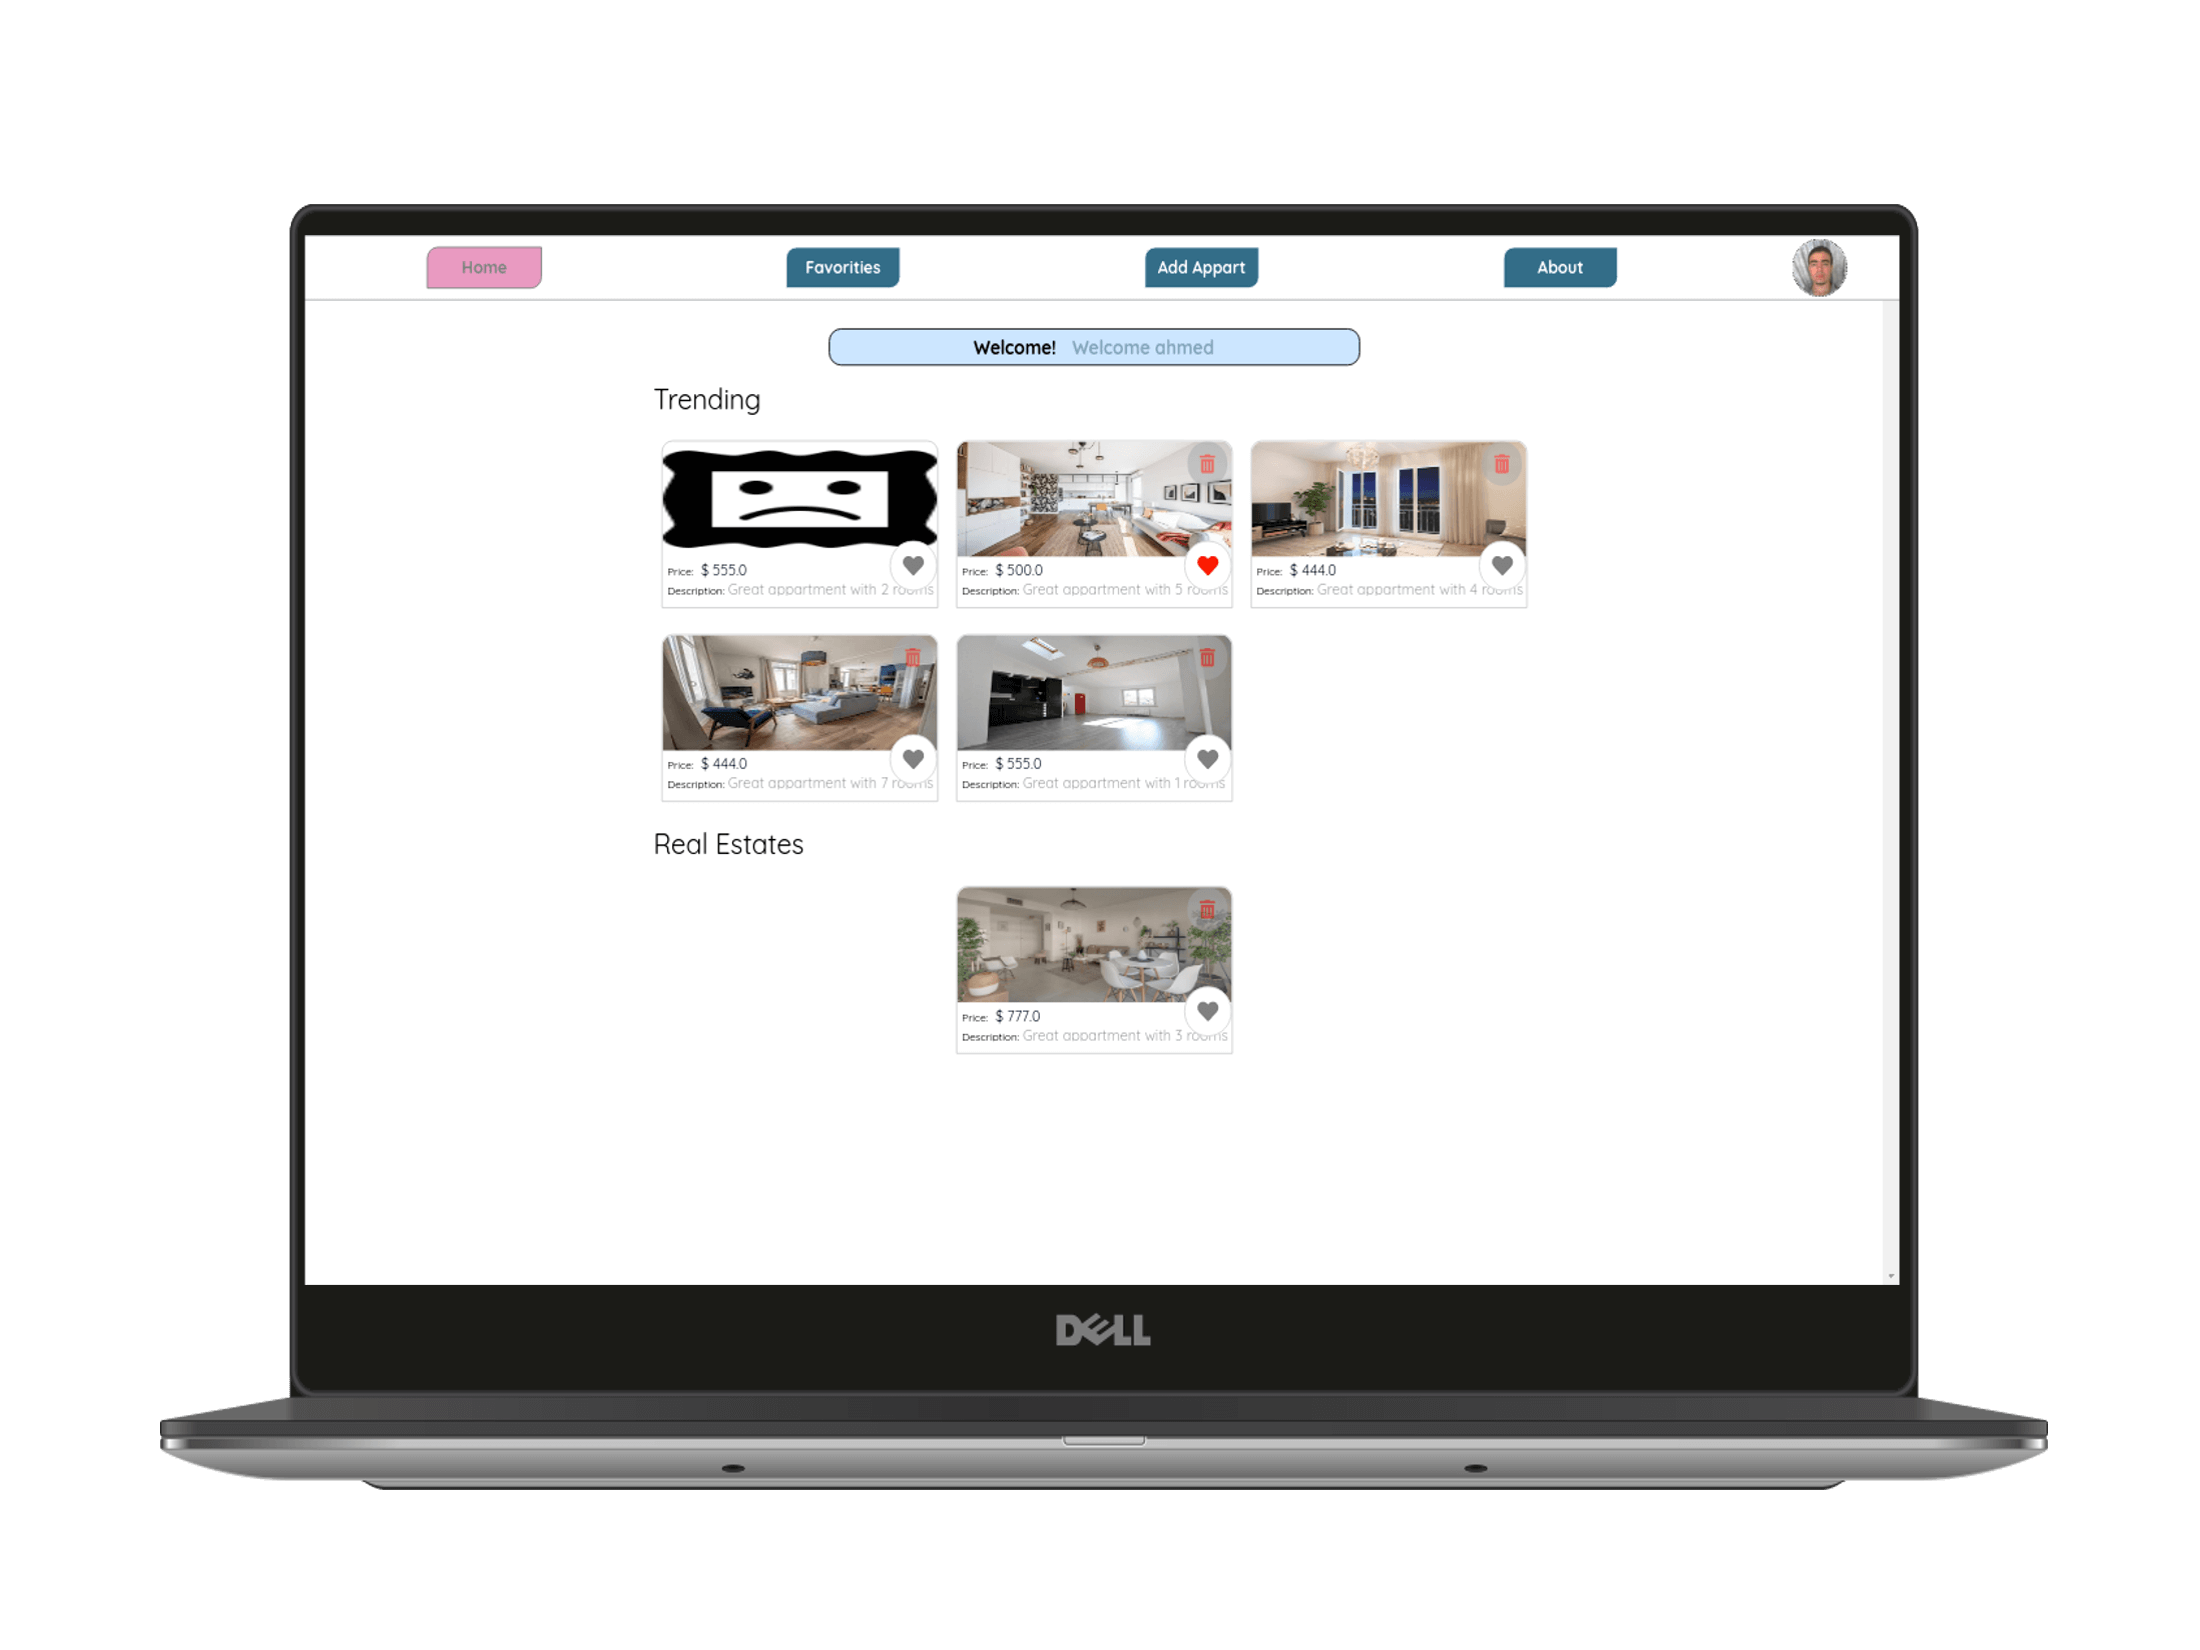 Home Favorities Add Appart About
Welcome! Welcome ahmed
Trending
Price: $ 555.0
Description: Great appartment with 2 rooms
Price: $ 500.0
Description: Great appartment with 5 rooms
Price: $ 444.0
Description: Great appartment with 4 rooms
Price: $ 444.0
Description: Great appartment with 7 rooms
Price: $ 555.0
Description: Great appartment with 1 rooms
Real Estates
Price: $ 777.0
Description: Great appartment with 3 rooms
DELL